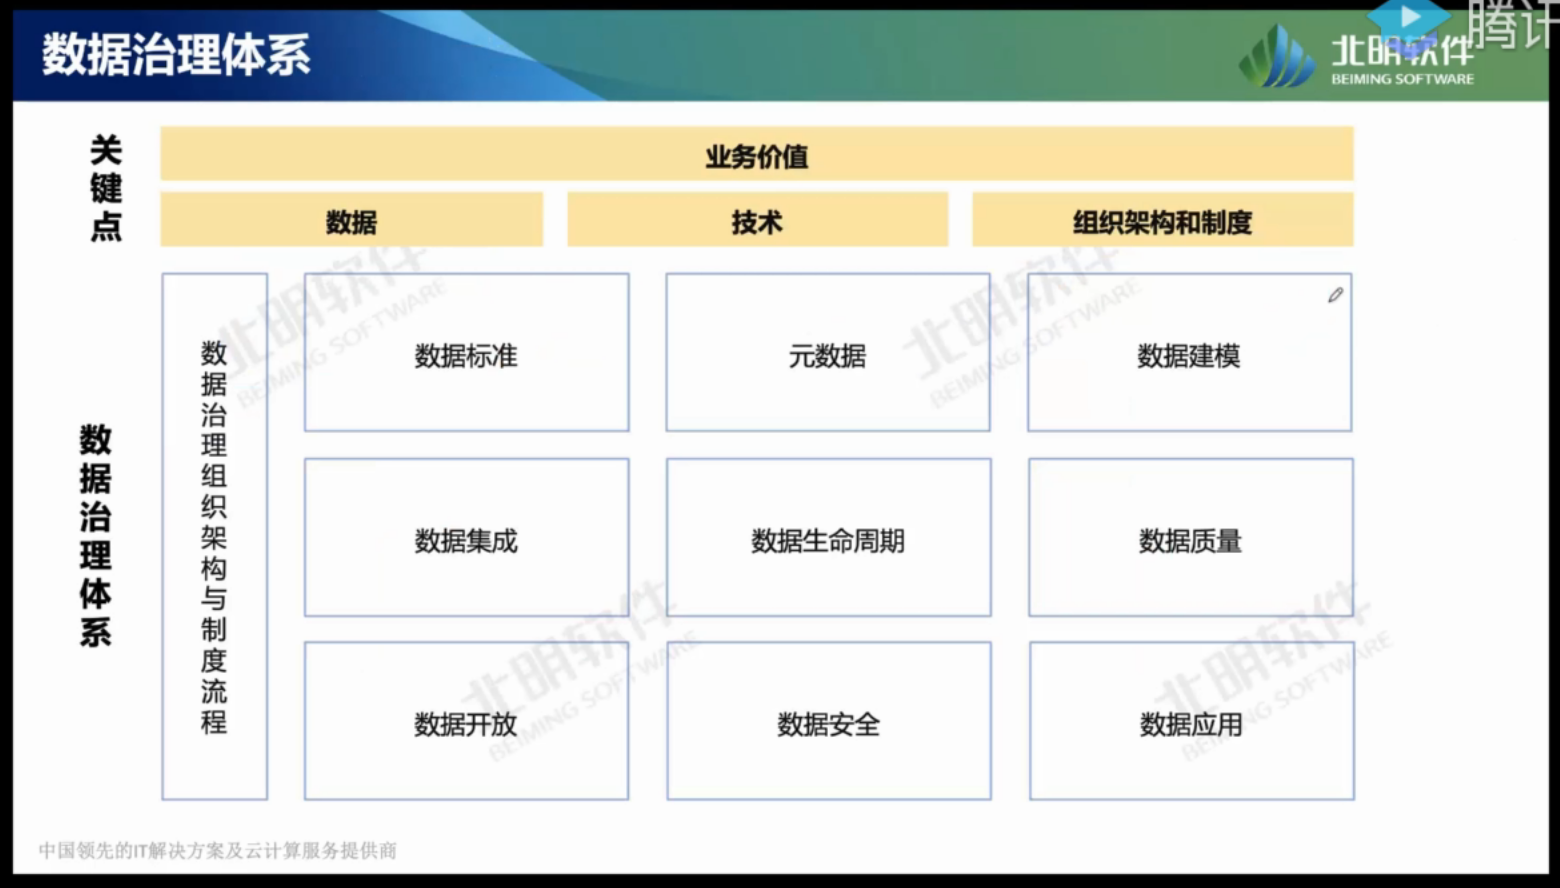 数据治理体系
腾讯
北明软件
BEIMING SOFTWARE
关键点
业务价值
数据
技术
组织架构和制度
数据治理体系
数据治理组织架构与制度流程
数据标准
元数据
数据建模
数据集成
数据生命周期
数据质量
数据开放
数据安全
数据应用
北明软件
BEIMING SOFTWARE
北明软件
BEIMING SOFTWARE
北明软件
BEIMING SOFTWARE
北明软件
BEIMING SOFTWARE
中国领先的IT解决方案及云计算服务提供商